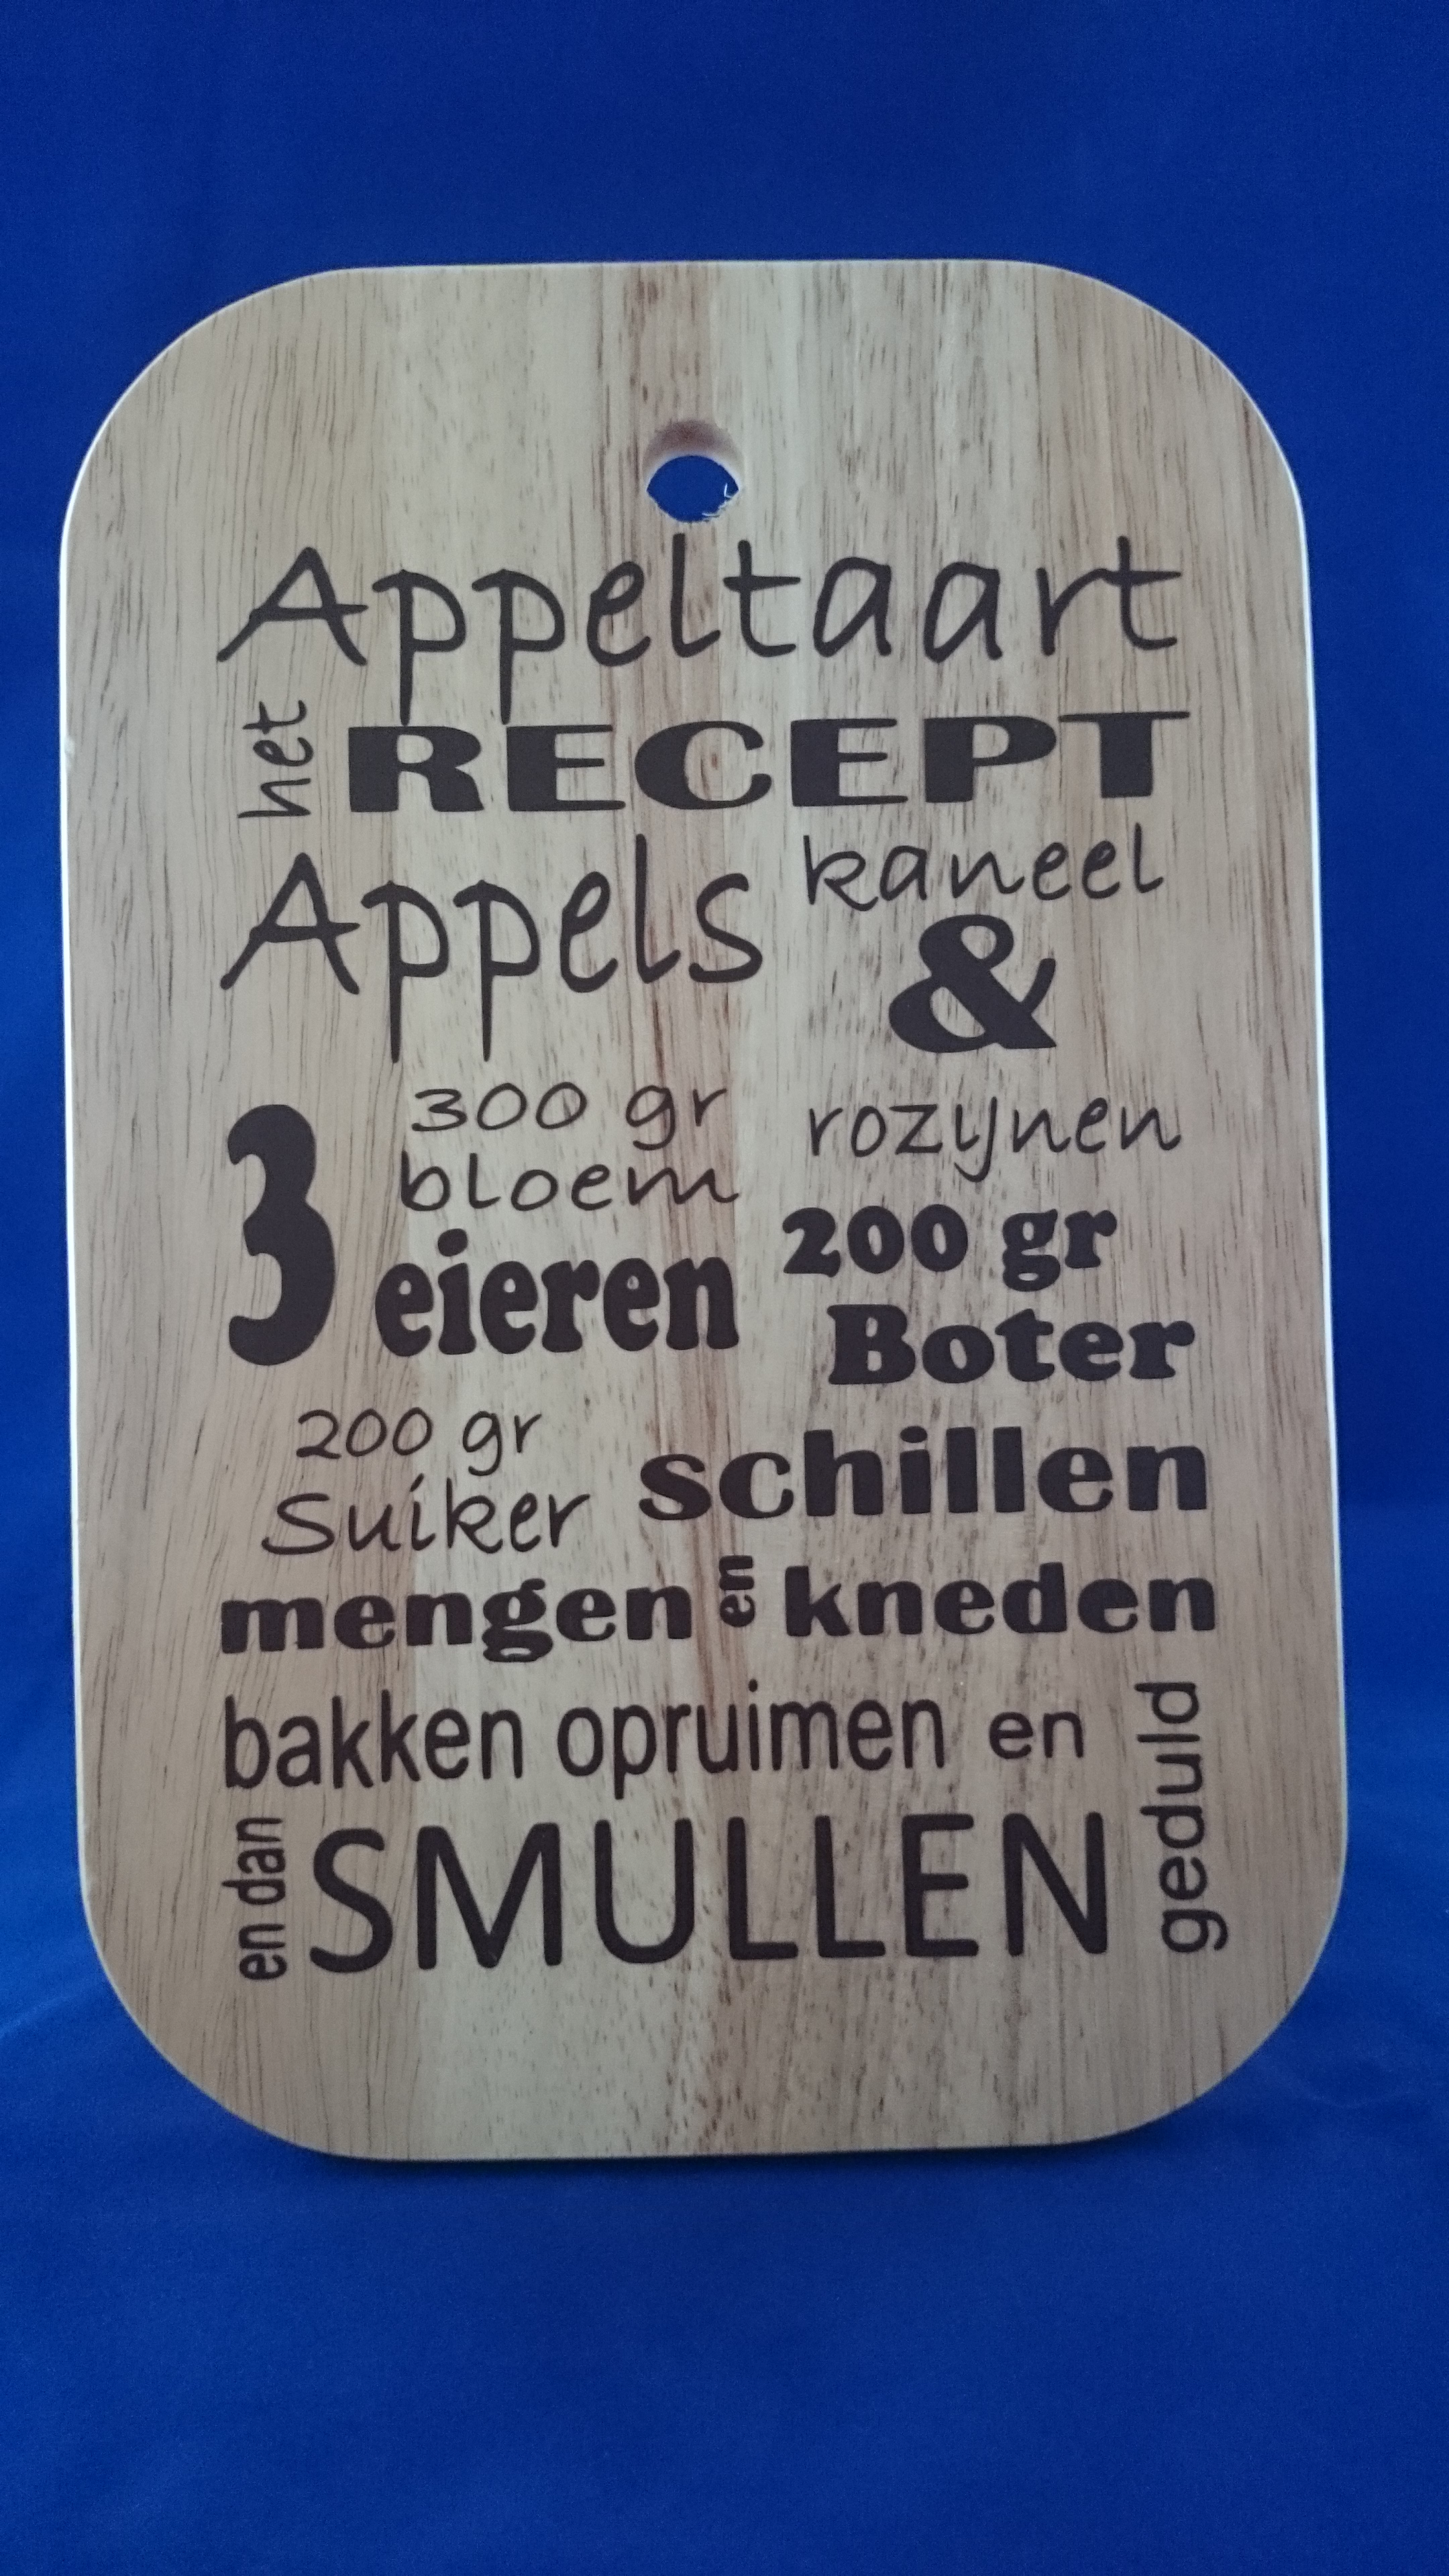 Appeltaart
het RECEPT
Appels
kaneel
&
rozijnen
300 gr
bloem
3 eieren
200 gr
Boter
200 gr
Suiker
schillen
mengen en kneden
bakken opruimen en
geduld
en dan SMULLEN